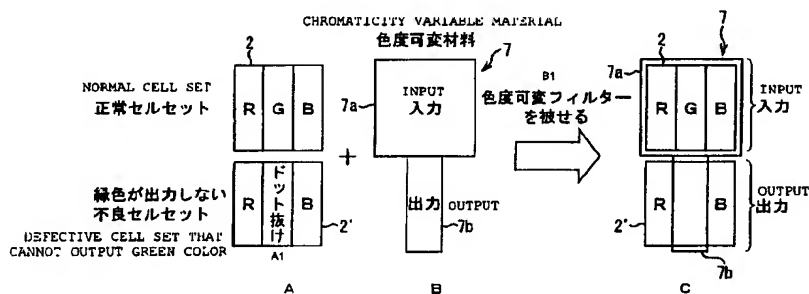 CHROMATICITY VARIABLE MATERIAL
色度可変材料
2
7
NORMAL CELL SET
正常セルセット
R G B
7a
INPUT
入力
B1
色度可変フィルター
を被せる
7a
2
7
R G B
INPUT
入力
+
緑色が出力しない
不良セルセット
R
ドット抜け
B
2'
A1
DEFECTIVE CELL SET THAT
CANNOT OUTPUT GREEN COLOR
出力
OUTPUT
7b
R
B
2'
7b
OUTPUT
出力
A
B
C